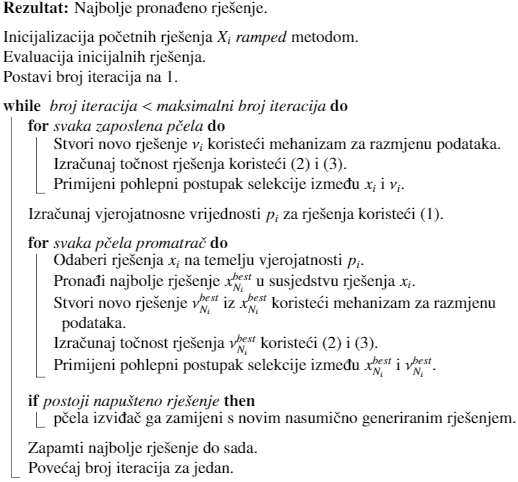 Rezultat: Najbolje pronađeno rješenje.
Inicijalizacija početnih rješenja X_i ramped metodom.
Evaluacija inicijalnih rješenja.
Postavi broj iteracija na 1.
while broj iteracija < maksimalni broj iteracija do
for svaka zaposlena pčela do
Stvori novo rješenje ν_i koristeći mehanizam za razmjenu podataka.
Izračunaj točnost rješenja koristeći (2) i (3).
Primijeni pohlepni postupak selekcije između x_i i ν_i.
Izračunaj vjerojatnosne vrijednosti p_i za rješenja koristeći (1).
for svaka pčela promatrač do
Odaberi rješenja x_i na temelju vjerojatnosti p_i.
Pronađi najbolje rješenje x_{N_i}^{best} u susjedstvu rješenja x_i.
Stvori novo rješenje ν_{N_i}^{best} iz x_{N_i}^{best} koristeći mehanizam za razmjenu
podataka.
Izračunaj točnost rješenja ν_{N_i}^{best} koristeći (2) i (3).
Primijeni pohlepni postupak selekcije između x_{N_i}^{best} i ν_{N_i}^{best}.
if postoji napušteno rješenje then
pčela izviđač ga zamijeni s novim nasumično generiranim rješenjem.
Zapamti najbolje rješenje do sada.
Povećaj broj iteracija za jedan.